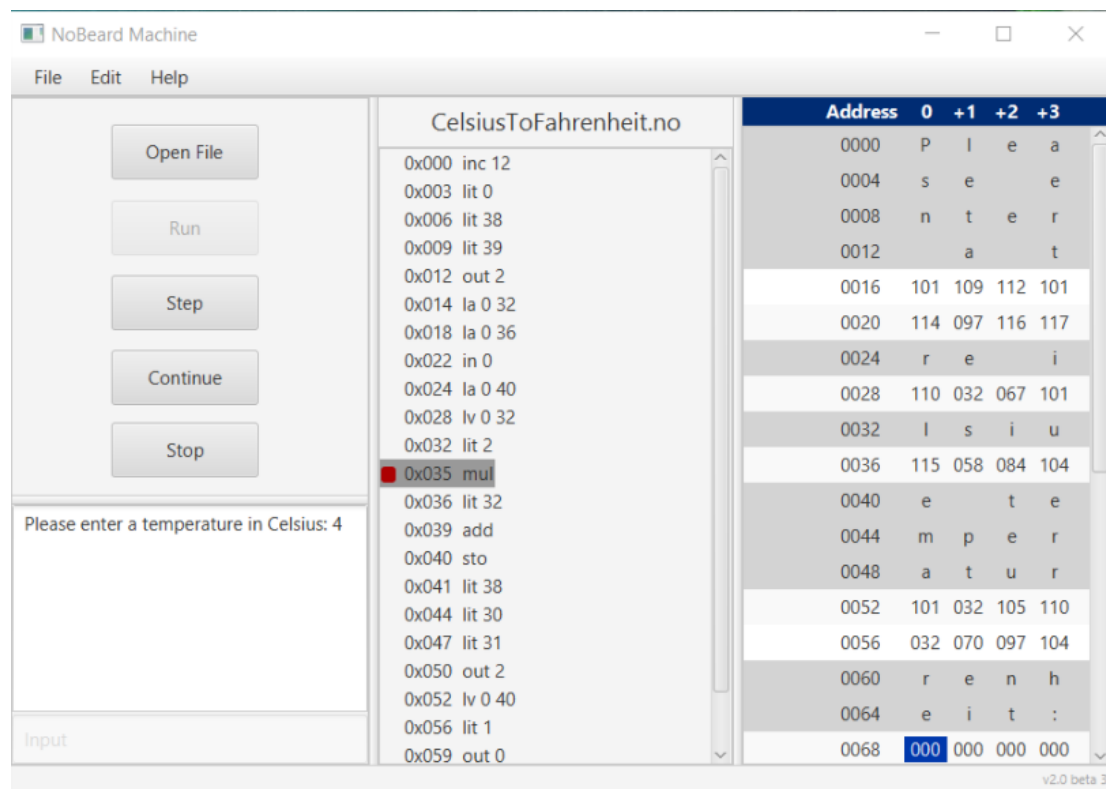 NoBeard Machine
File Edit Help
Open File
Run
Step
Continue
Stop
Please enter a temperature in Celsius: 4
Input
CelsiusToFahrenheit.no
0x000 inc 12
0x003 lit 0
0x006 lit 38
0x009 lit 39
0x012 out 2
0x014 la 0 32
0x018 la 0 36
0x022 in 0
0x024 la 0 40
0x028 lv 0 32
0x032 lit 2
0x035 mul
0x036 lit 32
0x039 add
0x040 sto
0x041 lit 38
0x044 lit 30
0x047 lit 31
0x050 out 2
0x052 lv 0 40
0x056 lit 1
0x059 out 0
Address 0 +1 +2 +3
0000 P l e a
0004 s e e
0008 n t e r
0012 a t
0016 101 109 112 101
0020 114 097 116 117
0024 r e i
0028 110 032 067 101
0032 l s i u
0036 115 058 084 104
0040 e t e
0044 m p e r
0048 a t u r
0052 101 032 105 110
0056 032 070 097 104
0060 r e n h
0064 e i t :
0068 000 000 000 000
v2.0 beta 3